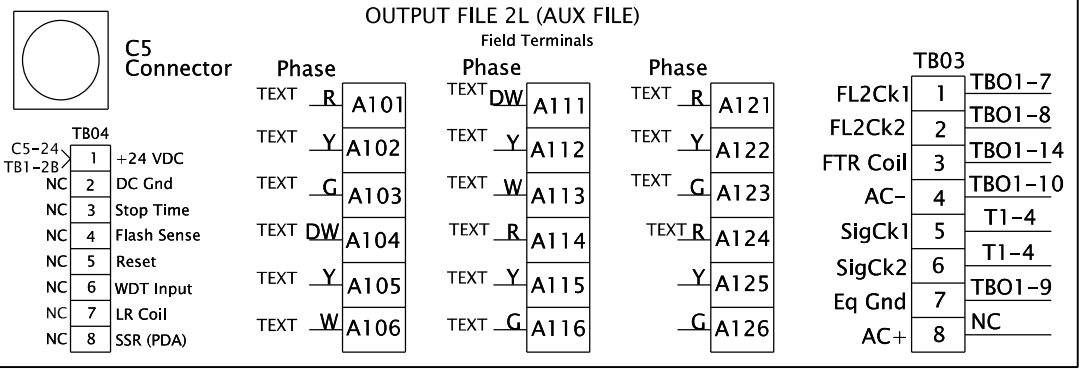 OUTPUT FILE 2L (AUX FILE)
Field Terminals
C5
Connector
TB04
C5-24
TB1-2B
1 +24 VDC
NC 2 DC Gnd
NC 3 Stop Time
NC 4 Flash Sense
NC 5 Reset
NC 6 WDT Input
NC 7 LR Coil
NC 8 SSR (PDA)
Phase
TEXT R A101
TEXT Y A102
TEXT G A103
TEXT DW A104
TEXT Y A105
TEXT W A106
Phase
TEXT DW A111
TEXT Y A112
TEXT W A113
TEXT R A114
TEXT Y A115
TEXT G A116
Phase
TEXT R A121
TEXT Y A122
TEXT G A123
TEXT R A124
Y A125
G A126
TB03
FL2Ck1 1 TBO1-7
FL2Ck2 2 TBO1-8
FTR Coil 3 TBO1-14
AC- 4 TBO1-10
SigCk1 5 T1-4
SigCk2 6 T1-4
Eq Gnd 7 TBO1-9
AC+ 8 NC